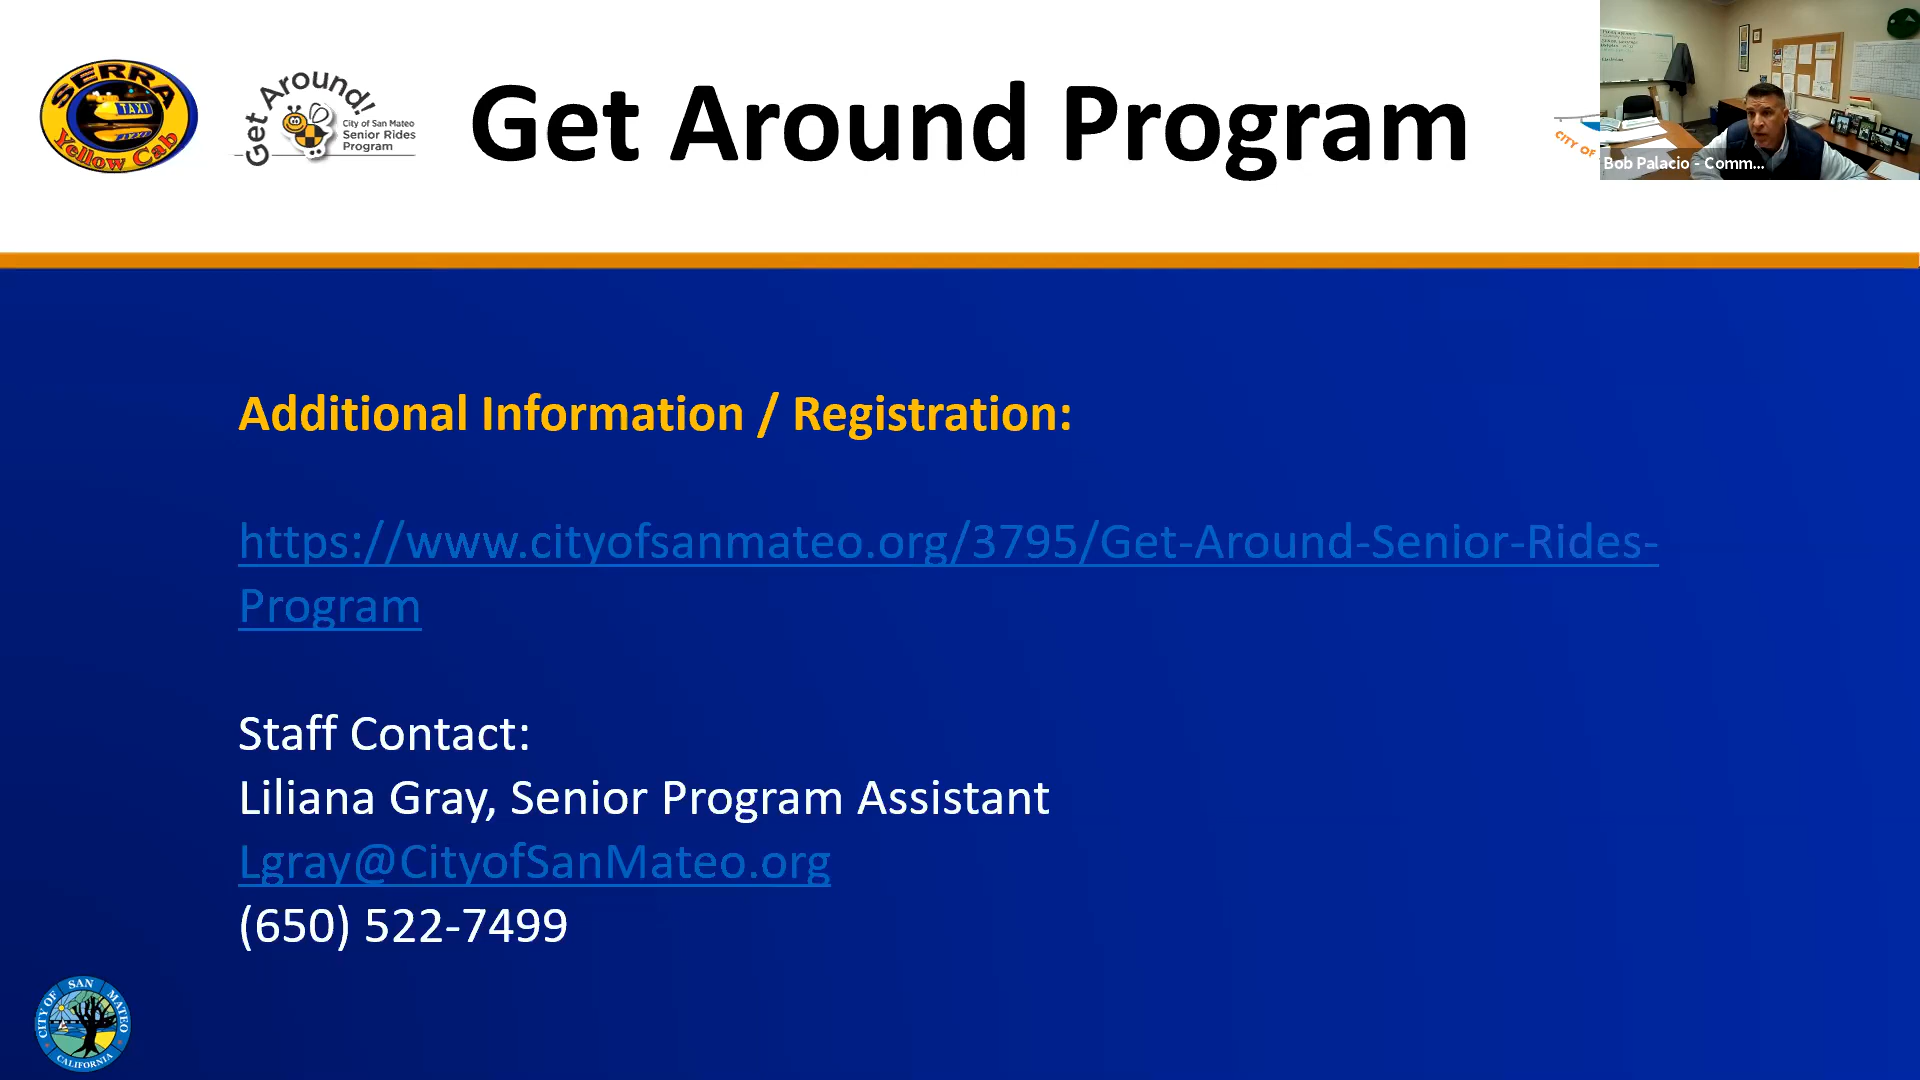 SERRA
TAXI
Yellow Cab
Get Around!
City of San Mateo
Senior Rides
Program
Get Around Program
CITY OF
Bob Palacio - Comm...
Additional Information / Registration:
https://www.cityofsanmateo.org/3795/Get-Around-Senior-Rides-
Program
Staff Contact:
Liliana Gray, Senior Program Assistant
Lgray@CityofSanMateo.org
(650) 522-7499
CITY OF SAN MATEO
CALIFORNIA